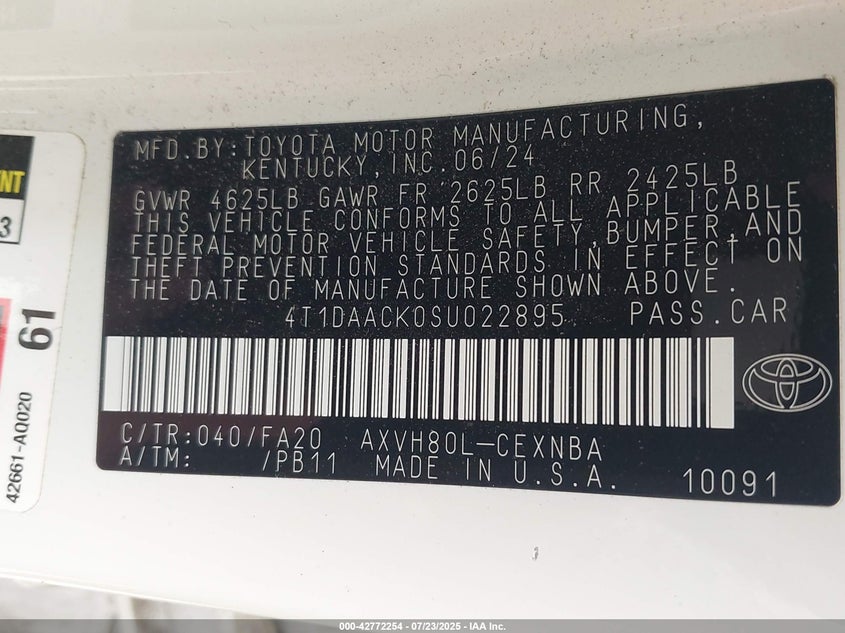 MFD.BY:TOYOTA MOTOR MANUFACTURING,
KENTUCKY,INC.06/24
GVWR 4625LB GAWR FR 2625LB RR 2425LB
THIS VEHICLE CONFORMS TO ALL APPLICABLE
FEDERAL MOTOR VEHICLE SAFETY,BUMPER,AND
THEFT PREVENTION STANDARDS IN EFFECT ON
THE DATE OF MANUFACTURE SHOWN ABOVE.
4T1DAACK0SU022895 PASS.CAR
C/TR:040/FA20 AXVH80L-CEXNBA
A/TM: /PB11 MADE IN U.S.A.
10091
NT
3
61
42661-AQ020
000-42772254 - 07/23/2025 - IAA Inc.